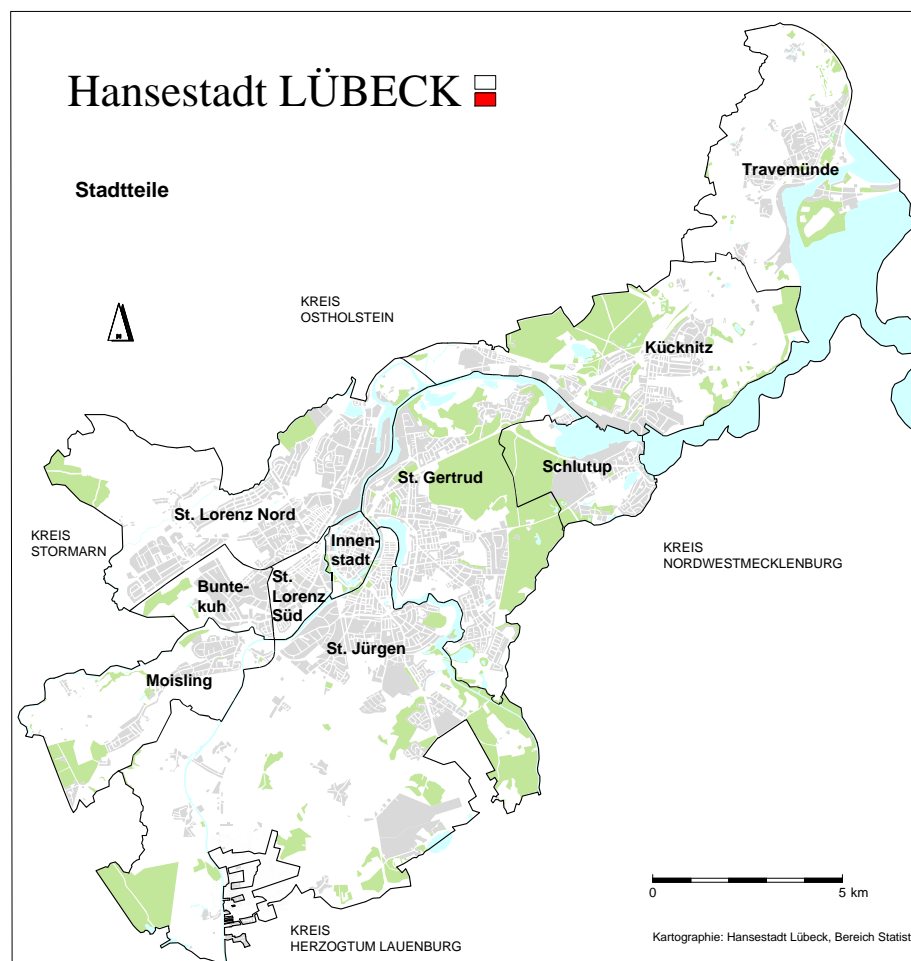 Hansestadt LÜBECK
Stadtteile
Travemünde
KREIS
OSTHOLSTEIN
Kücknitz
St. Gertrud
Schlutup
St. Lorenz Nord
KREIS
STORMARN
Innen-
stadt
KREIS
NORDWESTMECKLENBURG
Bunte-
kuh
St.
Lorenz
Süd
St. Jürgen
Moisling
0 5 km
KREIS
HERZOGTUM LAUENBURG
Kartographie: Hansestadt Lübeck, Bereich Statist